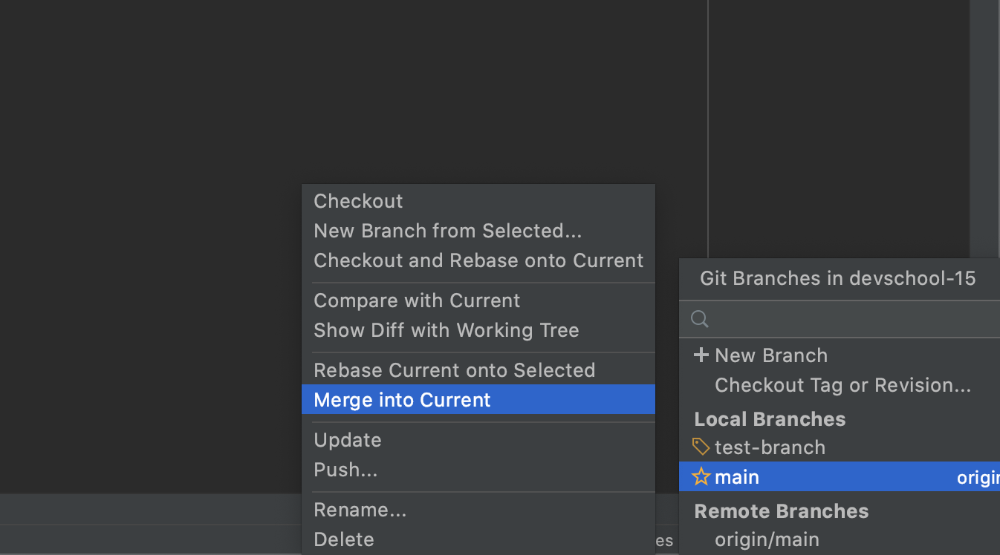 Checkout
New Branch from Selected...
Checkout and Rebase onto Current
Compare with Current
Show Diff with Working Tree
Rebase Current onto Selected
Merge into Current
Update
Push...
Rename...
Delete
Git Branches in devschool-15
+ New Branch
Checkout Tag or Revision...
Local Branches
test-branch
main
Remote Branches
origin/main